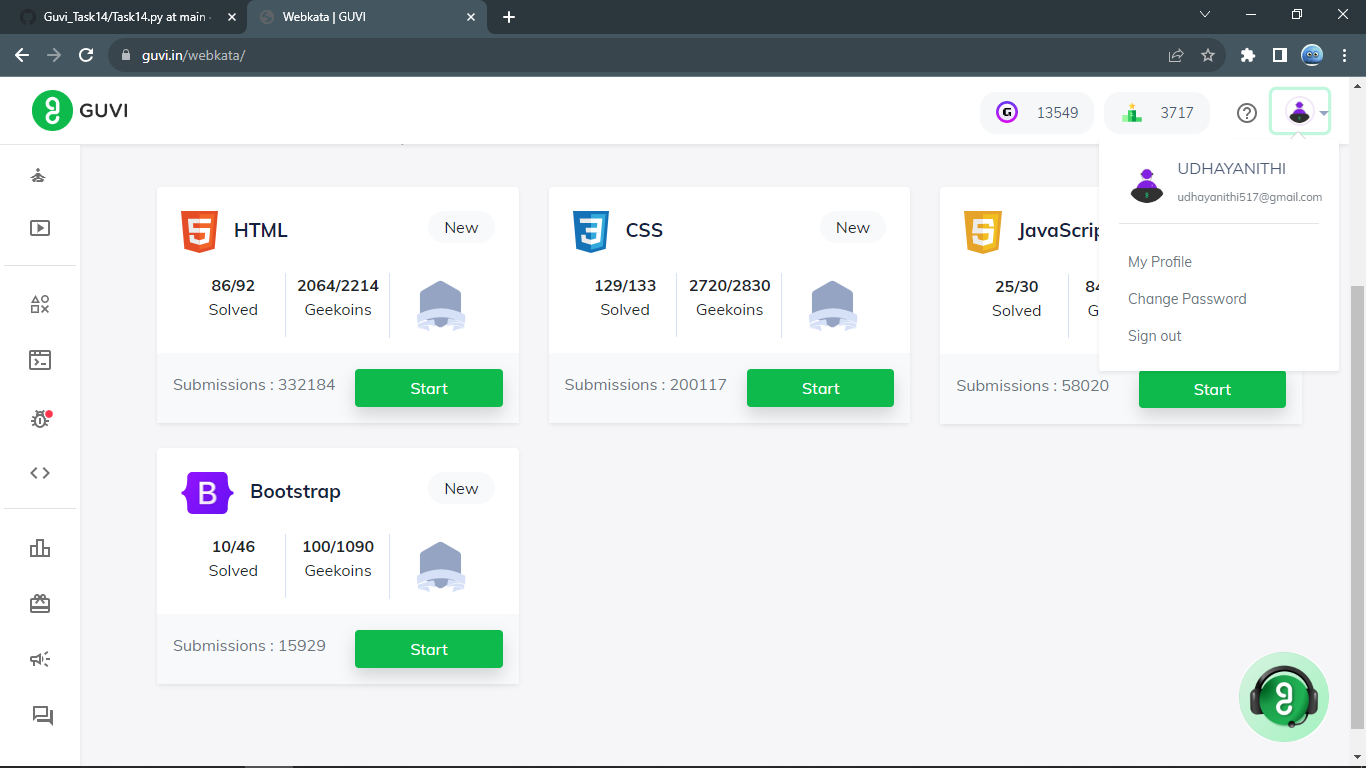 Guvi_Task14/Task14.py at main ·
Webkata | GUVI
guvi.in/webkata/
GUVI
13549
3717
UDHAYANITHI
udhayanithi517@gmail.com
My Profile
Change Password
Sign out
HTML
New
86/92
Solved
2064/2214
Geekoins
Submissions : 332184
Start
CSS
New
129/133
Solved
2720/2830
Geekoins
Submissions : 200117
Start
JavaScrip
25/30
Solved
84
G
Submissions : 58020
Start
Bootstrap
New
10/46
Solved
100/1090
Geekoins
Submissions : 15929
Start